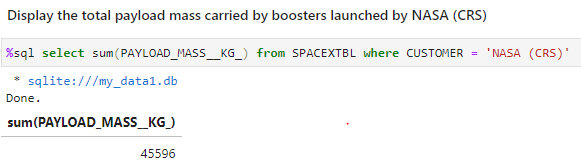 Display the total payload mass carried by boosters launched by NASA (CRS)
%sql select sum(PAYLOAD_MASS__KG_) from SPACEXTBL where CUSTOMER = 'NASA (CRS)'
* sqlite:///my_data1.db
Done.
sum(PAYLOAD_MASS__KG_)
45596